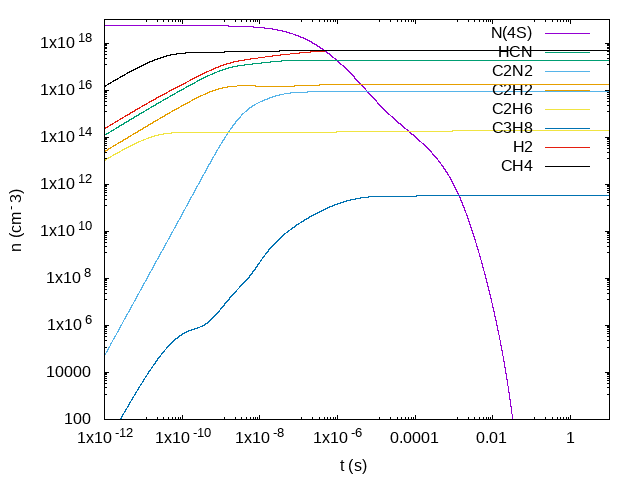 1x10^18
1x10^16
1x10^14
1x10^12
1x10^10
1x10^8
1x10^6
10000
100
n (cm^-3)
N(4S)
HCN
C2N2
C2H2
C2H6
C3H8
H2
CH4
1x10^-12 1x10^-10 1x10^-8 1x10^-6 0.0001 0.01 1
t (s)